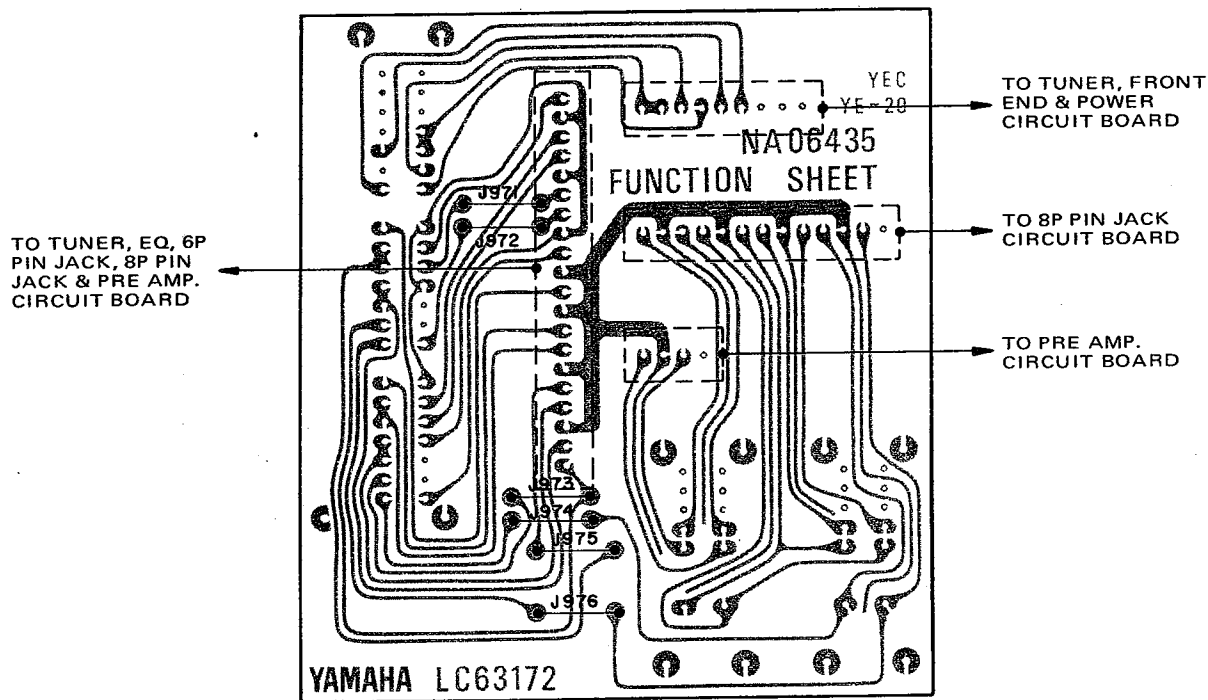 YEC
YE-20
NA06435
FUNCTION SHEET
TO TUNER, FRONT
END & POWER
CIRCUIT BOARD
J971
J972
TO 8P PIN JACK
CIRCUIT BOARD
TO TUNER, EQ, 6P
PIN JACK, 8P PIN
JACK & PRE AMP.
CIRCUIT BOARD
TO PRE AMP.
CIRCUIT BOARD
J973
J974
J975
J976
YAMAHA LC63172